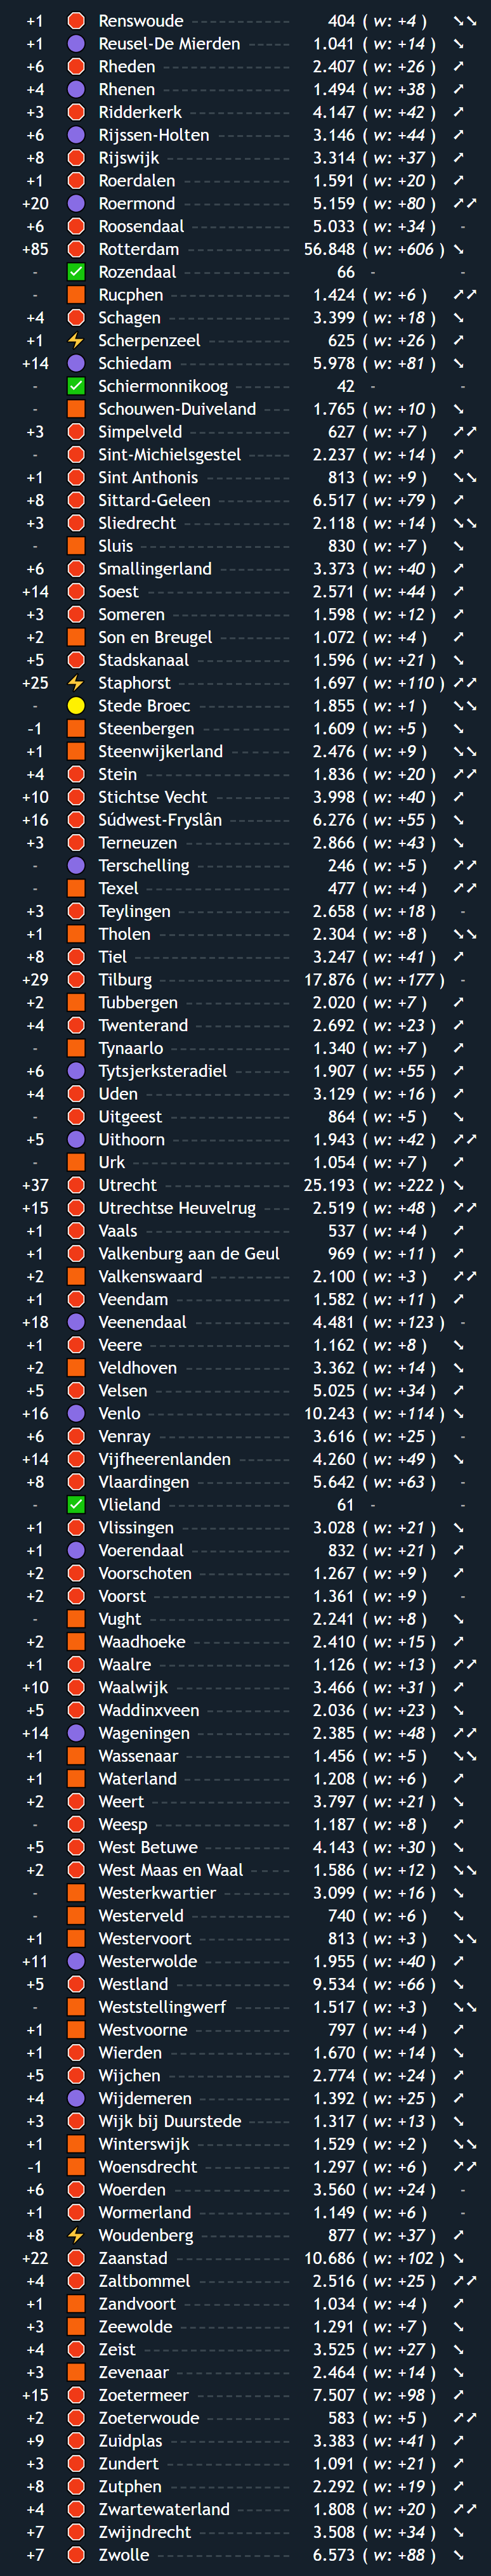 +1 Renswoude 404 ( w: +4 )
+1 Reusel-De Mierden 1.041 ( w: +14 )
+6 Rheden 2.407 ( w: +26 )
+4 Rhenen 1.494 ( w: +38 )
+3 Ridderkerk 4.147 ( w: +42 )
+6 Rijssen-Holten 3.146 ( w: +44 )
+8 Rijswijk 3.314 ( w: +37 )
+1 Roerdalen 1.591 ( w: +20 )
+20 Roermond 5.159 ( w: +80 )
+6 Roosendaal 5.033 ( w: +34 ) -
+85 Rotterdam 56.848 ( w: +606 )
- Rozendaal 66 - -
- Rucphen 1.424 ( w: +6 )
+4 Schagen 3.399 ( w: +18 )
+1 Scherpenzeel 625 ( w: +26 )
+14 Schiedam 5.978 ( w: +81 )
- Schiermonnikoog 42 - -
- Schouwen-Duiveland 1.765 ( w: +10 )
+3 Simpelveld 627 ( w: +7 )
- Sint-Michielsgestel 2.237 ( w: +14 )
+1 Sint Anthonis 813 ( w: +9 )
+8 Sittard-Geleen 6.517 ( w: +79 )
+3 Sliedrecht 2.118 ( w: +14 )
- Sluis 830 ( w: +7 )
+6 Smallingerland 3.373 ( w: +40 )
+14 Soest 2.571 ( w: +44 )
+3 Someren 1.598 ( w: +12 )
+2 Son en Breugel 1.072 ( w: +4 )
+5 Stadskanaal 1.596 ( w: +21 )
+25 Staphorst 1.697 ( w: +110 )
- Stede Broec 1.855 ( w: +1 )
-1 Steenbergen 1.609 ( w: +5 )
+1 Steenwijkerland 2.476 ( w: +9 )
+4 Stein 1.836 ( w: +20 )
+10 Stichtse Vecht 3.998 ( w: +40 )
+16 Súdwest-Fryslân 6.276 ( w: +55 )
+3 Terneuzen 2.866 ( w: +43 )
- Terschelling 246 ( w: +5 )
- Texel 477 ( w: +4 )
+3 Teylingen 2.658 ( w: +18 ) -
+1 Tholen 2.304 ( w: +8 )
+8 Tiel 3.247 ( w: +41 )
+29 Tilburg 17.876 ( w: +177 ) -
+2 Tubbergen 2.020 ( w: +7 )
+4 Twenterand 2.692 ( w: +23 )
- Tynaarlo 1.340 ( w: +7 )
+6 Tytsjerksteradiel 1.907 ( w: +55 )
+4 Uden 3.129 ( w: +16 )
- Uitgeest 864 ( w: +5 )
+5 Uithoorn 1.943 ( w: +42 )
- Urk 1.054 ( w: +7 )
+37 Utrecht 25.193 ( w: +222 )
+15 Utrechtse Heuvelrug 2.519 ( w: +48 )
+1 Vaals 537 ( w: +4 )
+1 Valkenburg aan de Geul 969 ( w: +11 )
+2 Valkenswaard 2.100 ( w: +3 )
+1 Veendam 1.582 ( w: +11 )
+18 Veenendaal 4.481 ( w: +123 ) -
+1 Veere 1.162 ( w: +8 )
+2 Veldhoven 3.362 ( w: +14 )
+5 Velsen 5.025 ( w: +34 )
+16 Venlo 10.243 ( w: +114 )
+6 Venray 3.616 ( w: +25 ) -
+14 Vijfheerenlanden 4.260 ( w: +49 )
+8 Vlaardingen 5.642 ( w: +63 ) -
- Vlieland 61 - -
+1 Vlissingen 3.028 ( w: +21 )
+1 Voerendaal 832 ( w: +21 )
+2 Voorschoten 1.267 ( w: +9 )
+2 Voorst 1.361 ( w: +9 ) -
- Vught 2.241 ( w: +8 )
+2 Waadhoeke 2.410 ( w: +15 )
+1 Waalre 1.126 ( w: +13 )
+10 Waalwijk 3.466 ( w: +31 )
+5 Waddinxveen 2.036 ( w: +23 )
+14 Wageningen 2.385 ( w: +48 )
+1 Wassenaar 1.456 ( w: +5 )
+1 Waterland 1.208 ( w: +6 )
+2 Weert 3.797 ( w: +21 )
- Weesp 1.187 ( w: +8 )
+5 West Betuwe 4.143 ( w: +30 )
+2 West Maas en Waal 1.586 ( w: +12 )
- Westerkwartier 3.099 ( w: +16 )
- Westerveld 740 ( w: +6 )
+1 Westervoort 813 ( w: +3 )
+11 Westerwolde 1.955 ( w: +40 )
+5 Westland 9.534 ( w: +66 )
- Weststellingwerf 1.517 ( w: +3 )
+1 Westvoorne 797 ( w: +4 )
+1 Wierden 1.670 ( w: +14 )
+5 Wijchen 2.774 ( w: +24 )
+4 Wijdemeren 1.392 ( w: +25 )
+3 Wijk bij Duurstede 1.317 ( w: +13 )
+1 Winterswijk 1.529 ( w: +2 )
-1 Woensdrecht 1.297 ( w: +6 )
+6 Woerden 3.560 ( w: +24 ) -
+1 Wormerland 1.149 ( w: +6 ) -
+8 Woudenberg 877 ( w: +37 )
+22 Zaanstad 10.686 ( w: +102 )
+4 Zaltbommel 2.516 ( w: +25 )
+1 Zandvoort 1.034 ( w: +4 )
+3 Zeewolde 1.291 ( w: +7 )
+4 Zeist 3.525 ( w: +27 )
+3 Zevenaar 2.464 ( w: +14 )
+15 Zoetermeer 7.507 ( w: +98 )
+2 Zoeterwoude 583 ( w: +5 )
+9 Zuidplas 3.383 ( w: +41 )
+3 Zundert 1.091 ( w: +21 )
+8 Zutphen 2.292 ( w: +19 )
+4 Zwartewaterland 1.808 ( w: +20 )
+7 Zwijndrecht 3.508 ( w: +34 )
+7 Zwolle 6.573 ( w: +88 )